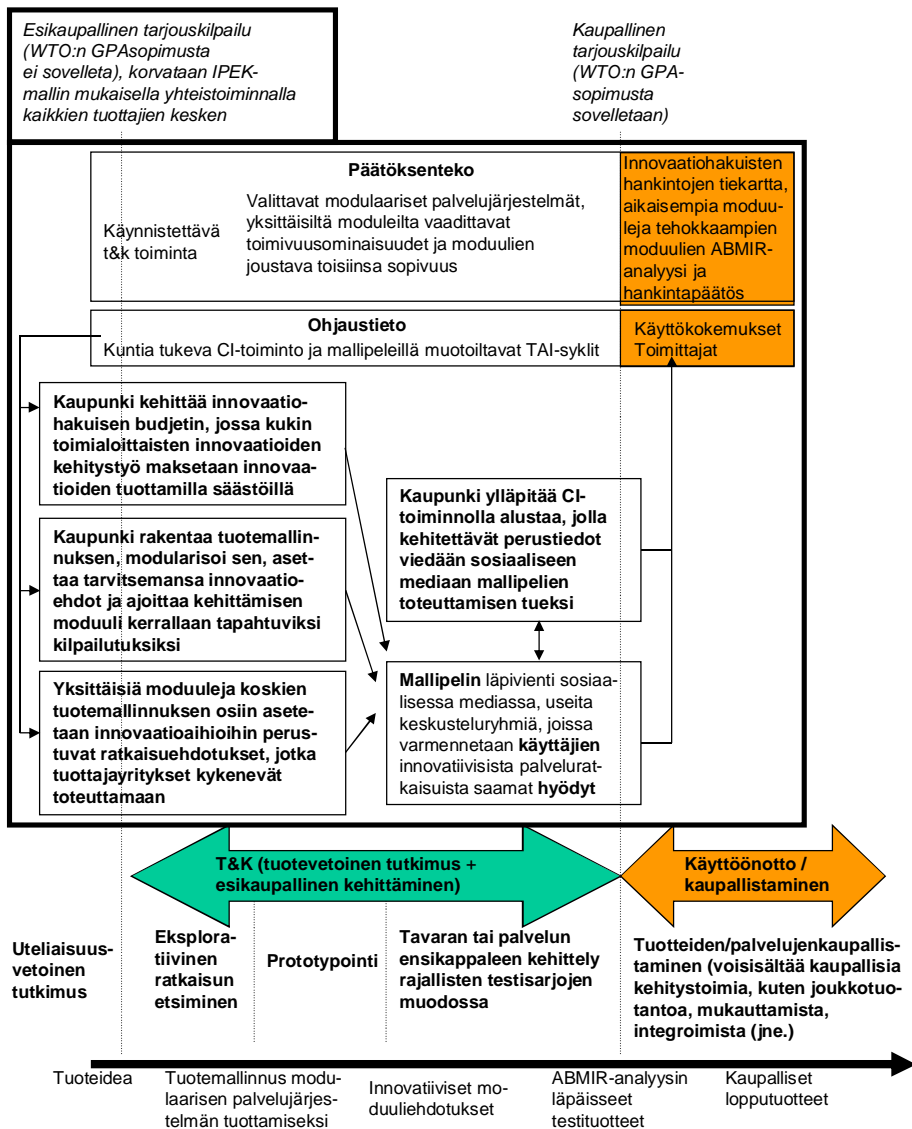 Esikaupallinen tarjouskilpailu
(WTO:n GPAsopimusta
ei sovelleta), korvataan IPEK-
mallin mukaisella yhteistoiminnalla
kaikkien tuottajien kesken
Kaupallinen
tarjouskilpailu
(WTO:n GPA-
sopimusta
sovelletaan)
Päätöksenteko
Käynnistettävä
t&k toiminta
Valittavat modulaariset palvelujärjestelmät,
yksittäisiltä moduleilta vaadittavat
toimivuusominaisuudet ja moduulien
joustava toisiinsa sopivuus
Innovaatiohakuisten
hankintojen tiekartta,
aikaisempia moduu-
leja tehokkaampien
moduulien ABMIR-
analyysi ja
hankintapäätös
Ohjaustieto
Kuntia tukeva CI-toiminto ja mallipeleillä muotoiltavat TAI-syklit
Käyttökokemukset
Toimittajat
Kaupunki kehittää innovaatio-
hakuisen budjetin, jossa kukin
toimialoittaisten innovaatioiden
kehitystyö maksetaan innovaa-
tioiden tuottamilla säästöillä
Kaupunki rakentaa tuotemallin-
nuksen, modularisoi sen, aset-
taa tarvitsemansa innovaatio-
ehdot ja ajoittaa kehittämisen
moduuli kerrallaan tapahtuviksi
kilpailutuksiksi
Yksittäisiä moduuleja koskien
tuotemallinnuksen osiin asete-
taan innovaatioaihioihin perus-
tuvat ratkaisuehdotukset, jotka
tuottajayritykset kykenevät
toteuttamaan
Kaupunki ylläpitää CI-
toiminnolla alustaa, jolla
kehitettävät perustiedot
viedään sosiaaliseen
mediaan mallipelien
toteuttamisen tueksi
Mallipelin läpivienti sosiaa-
lisessa mediassa, useita
keskusteluryhmiä, joissa
varmennetaan käyttäjien
innovatiivisista palvelurat-
kaisuista saamat hyödyt
T&K (tuotevetoinen tutkimus +
esikaupallinen kehittäminen)
Käyttöönotto /
kaupallistaminen
Uteliaisuus-
vetoinen
tutkimus
Eksplora-
tiivinen
ratkaisun
etsiminen
Prototypointi
Tavaran tai palvelun
ensikappaleen kehittely
rajallisten testisarjojen
muodossa
Tuotteiden/palvelujenkaupallis-
taminen (voisisältää kaupallisia
kehitystoimia, kuten joukkotuo-
tantoa, mukauttamista,
integroimista (jne.)
Tuoteidea
Tuotemallinnus modu-
laarisen palvelujärjes-
telmän tuottamiseksi
Innovatiiviset mo-
duuliehdotukset
ABMIR-analyysin
läpäisseet
testituotteet
Kaupalliset
lopputuotteet